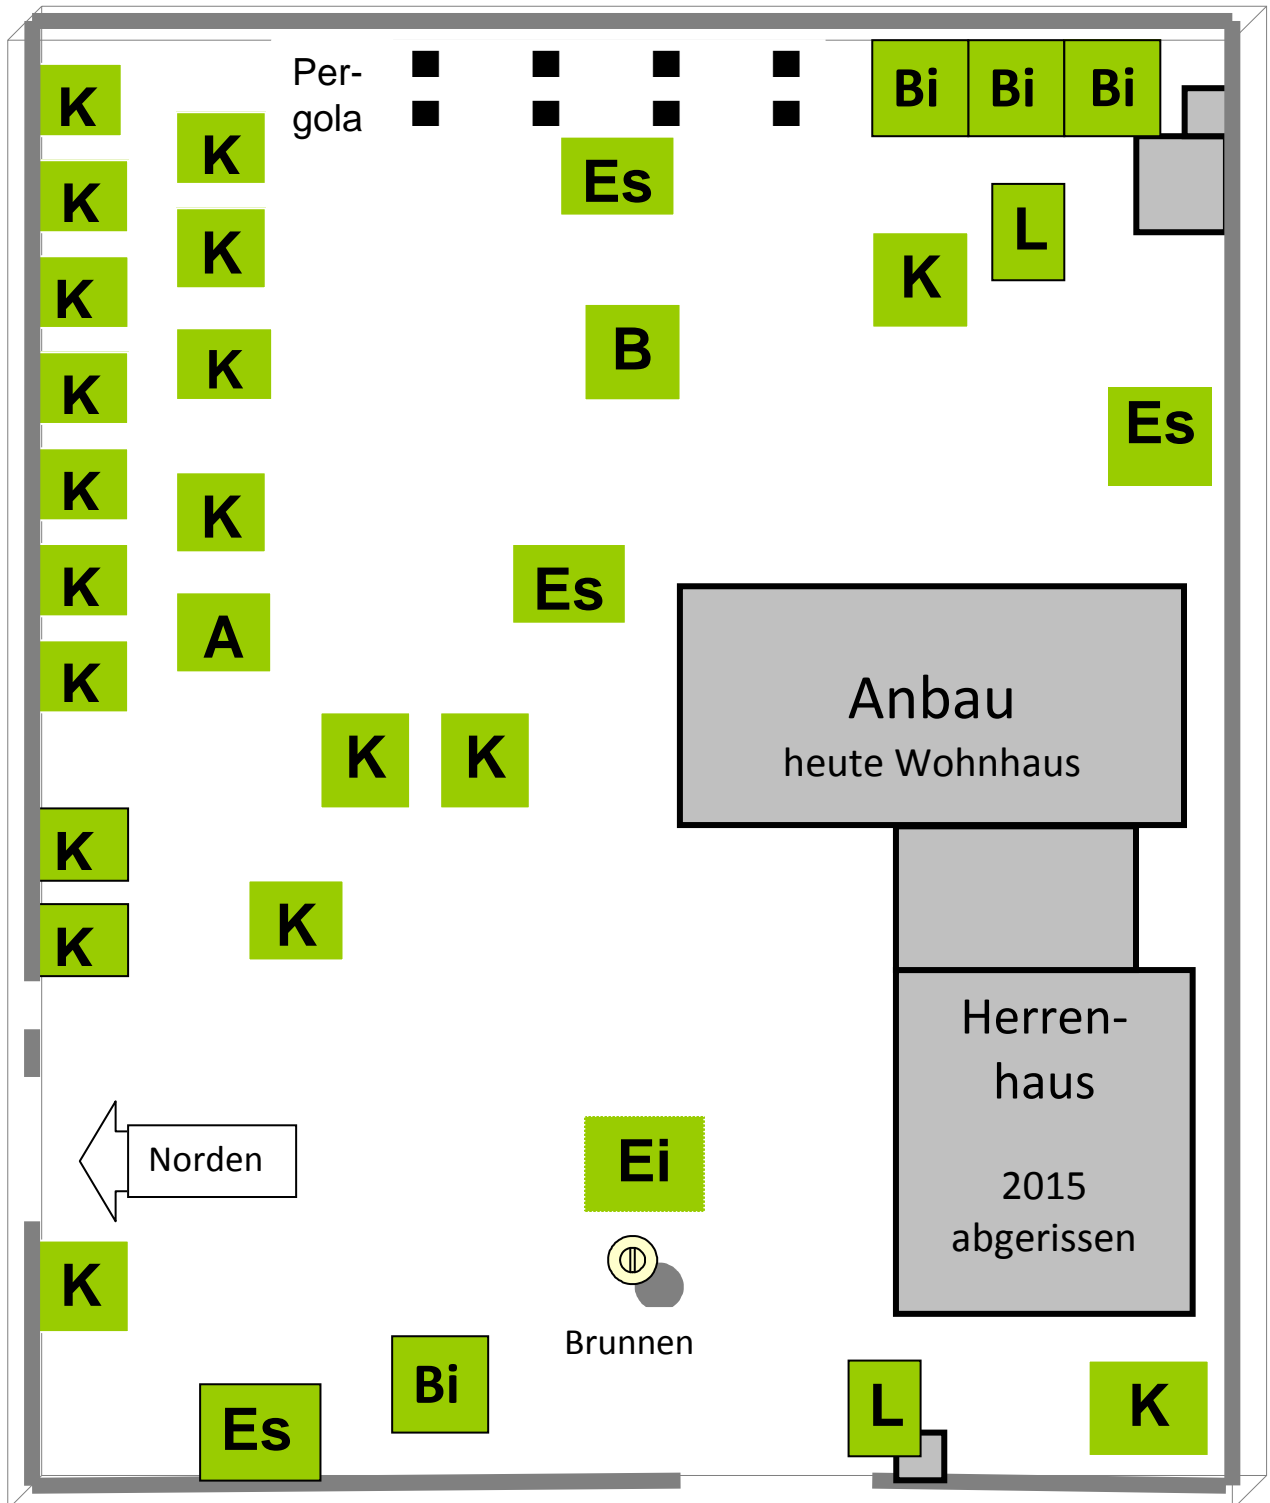 Per-
gola
Bi Bi Bi
K
K
Es
K
L
K
K
K
K
B
K
K
Es
K
K
K
Es
A
K
Anbau
heute Wohnhaus
K K
K
K
K
Herren-
haus
2015
abgerissen
Norden
Ei
K
Brunnen
Bi
L
K
Es